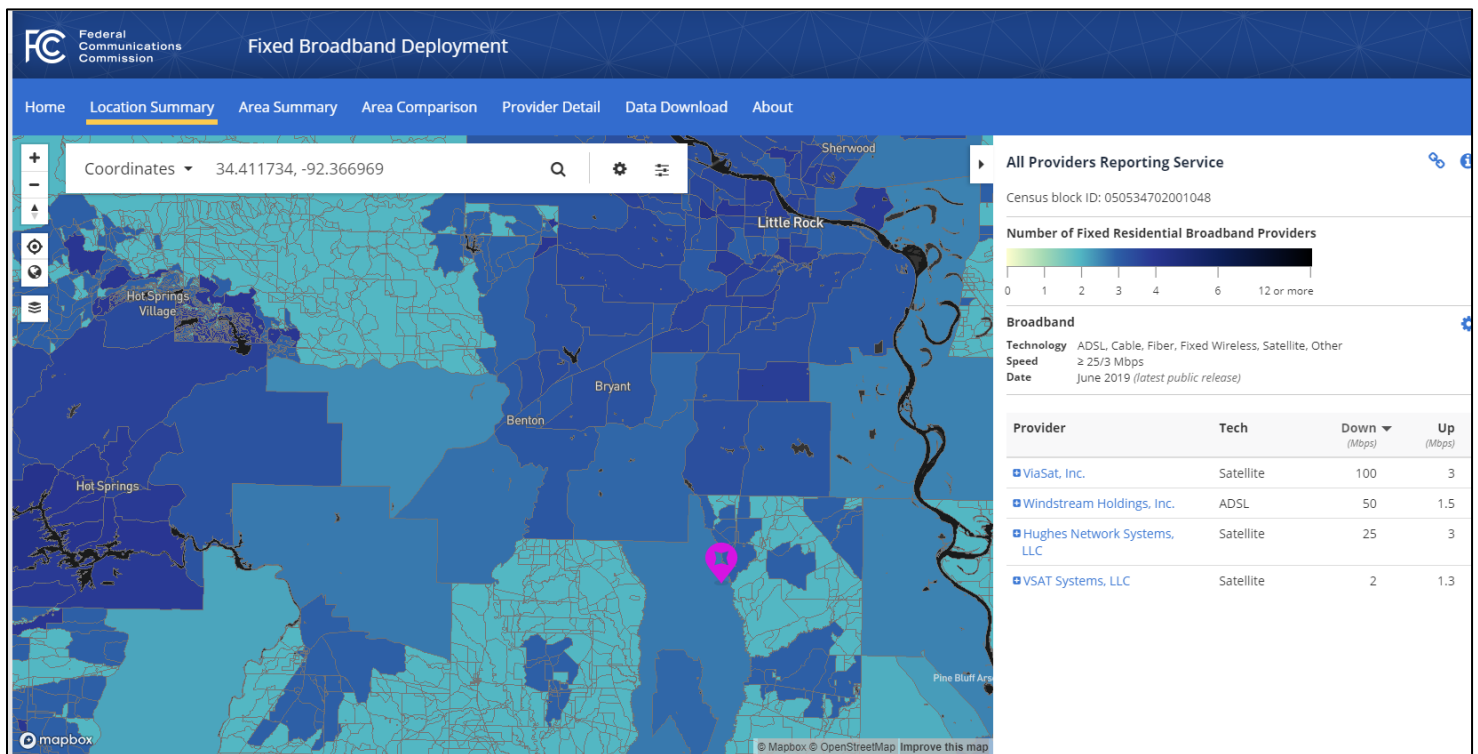 FC
Federal
Communications
Commission
Fixed Broadband Deployment
Home Location Summary Area Summary Area Comparison Provider Detail Data Download About
Coordinates 34.411734, -92.366969
Sherwood
Little Rock
Hot Springs
Village
Bryant
Benton
Hot Springs
Pine Bluff Ars
mapbox
© Mapbox © OpenStreetMap Improve this map
All Providers Reporting Service
Census block ID: 050534702001048
Number of Fixed Residential Broadband Providers
0 1 2 3 4 6 12 or more
Broadband
Technology ADSL, Cable, Fiber, Fixed Wireless, Satellite, Other
Speed ≥ 25/3 Mbps
Date June 2019 (latest public release)
Provider Tech Down Up
(Mbps) (Mbps)
ViaSat, Inc. Satellite 100 3
Windstream Holdings, Inc. ADSL 50 1.5
Hughes Network Systems, Satellite 25 3
LLC
VSAT Systems, LLC Satellite 2 1.3